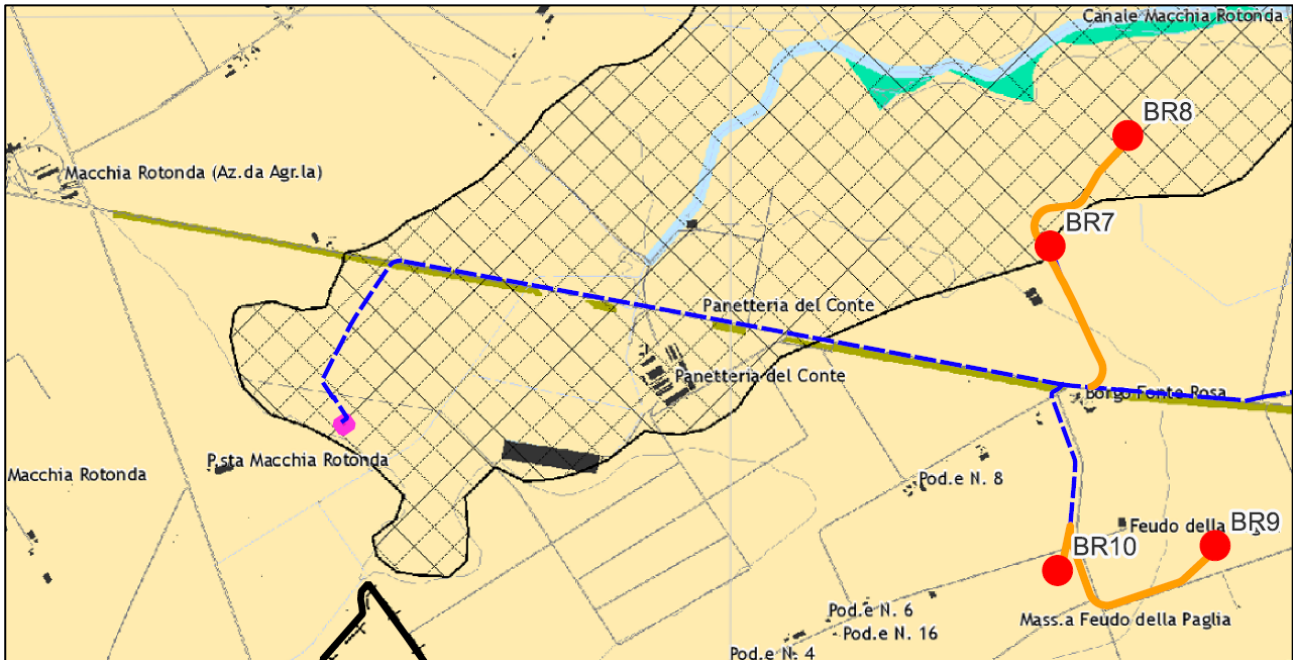 Canale Macchia Rotonda
BR8
Macchia Rotonda (Az.da Agr.la)
BR7
Panetteria del Conte
Panetteria del Conte
Borgo Fonte Rosa
P.sta Macchia Rotonda
Macchia Rotonda
Pod.e N. 8
Feudo della
BR9
BR10
Pod.e N. 6
Mass.a Feudo della Paglia
Pod.e N. 16
Pod.e N. 4